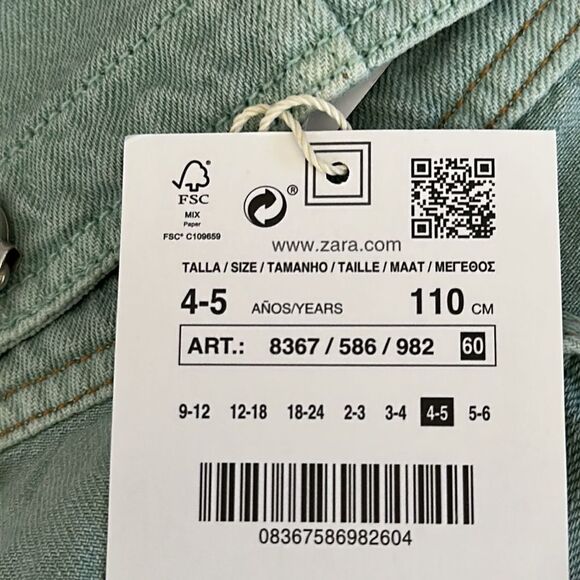 FSC
MIX
Paper
FSC® C109659
®
www.zara.com
TALLA / SIZE / TAMANHO / TAILLE / MAAT / ΜΕΓΕΘΟΣ
4-5 AÑOS/YEARS 110 CM
ART.: 8367 / 586 / 982 60
9-12 12-18 18-24 2-3 3-4 4-5 5-6
08367586982604